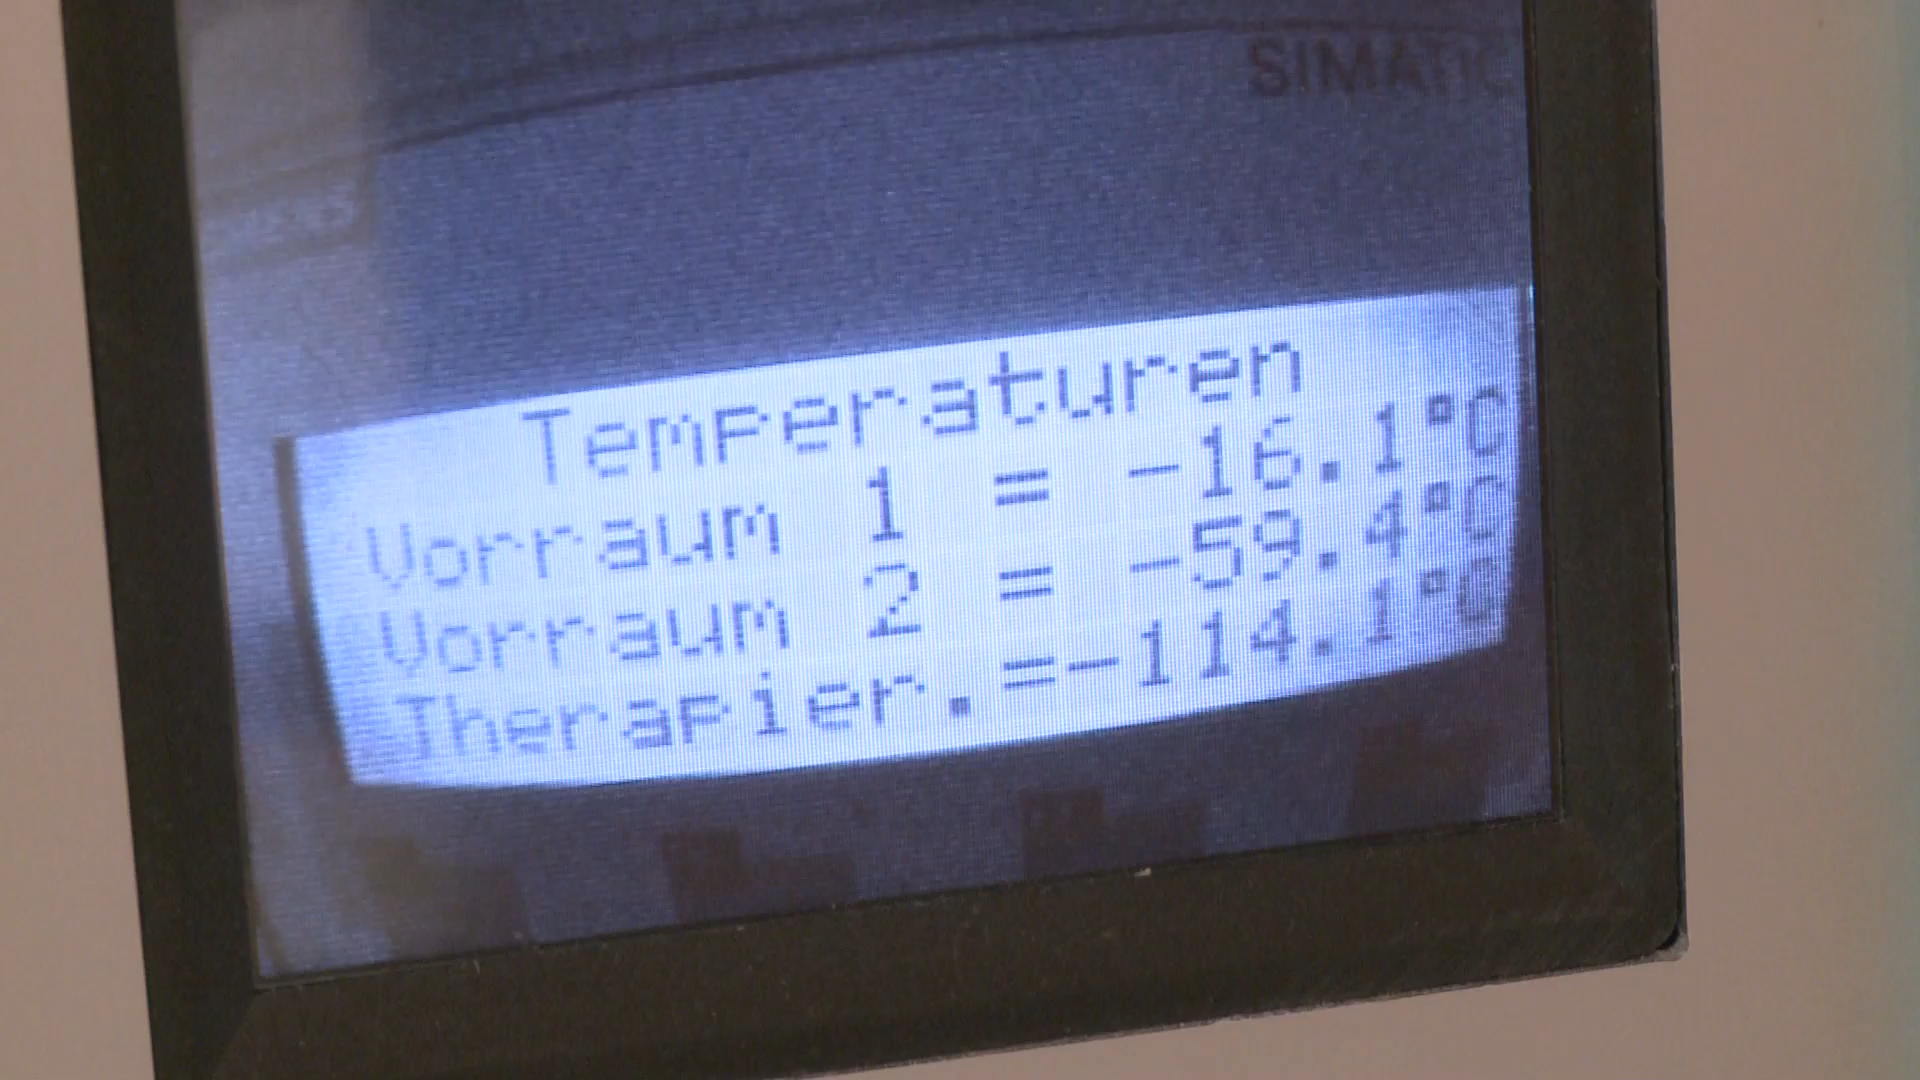 SIMATIC
Temperaturen
Vorraum 1 = -16.1°C
Vorraum 2 = -59.4°C
Therapier.=-114.1°C